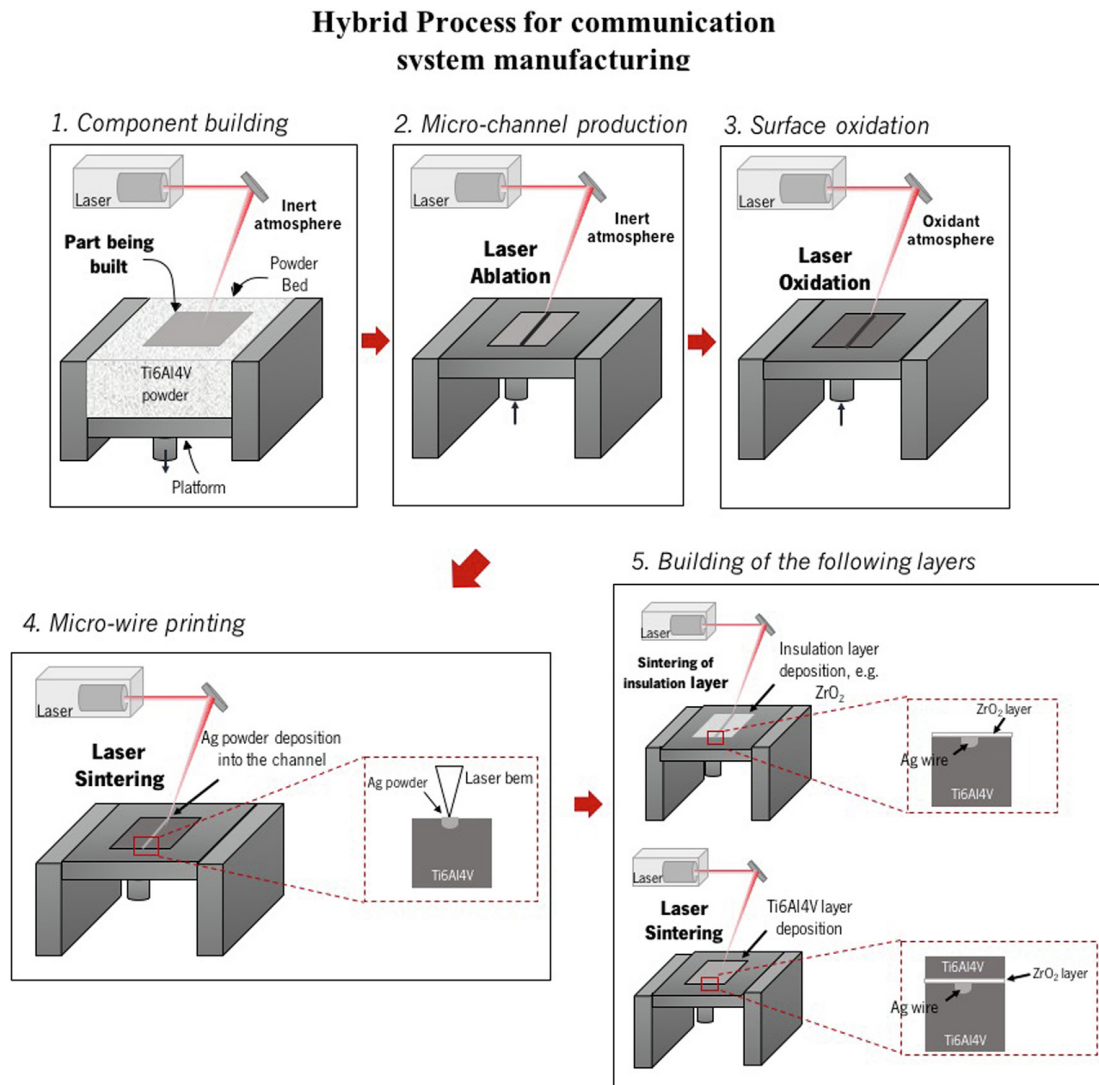 Hybrid Process for communication
system manufacturing
1. Component building
Laser
Inert
atmosphere
Part being
built
Powder
Bed
Ti6Al4V
powder
Platform
2. Micro-channel production
Laser
Inert
atmosphere
Laser
Ablation
3. Surface oxidation
Laser
Oxidant
atmosphere
Laser
Oxidation
4. Micro-wire printing
Laser
Laser
Sintering
Ag powder deposition
into the channel
Ag powder
Laser bem
Ti6Al4V
5. Building of the following layers
Laser
Sintering of
insulation layer
Insulation layer
deposition, e.g.
ZrO₂
ZrO₂ layer
Ag wire
Ti6Al4V
Laser
Laser
Sintering
Ti6Al4V layer
deposition
Ti6Al4V
ZrO₂ layer
Ag wire
Ti6Al4V